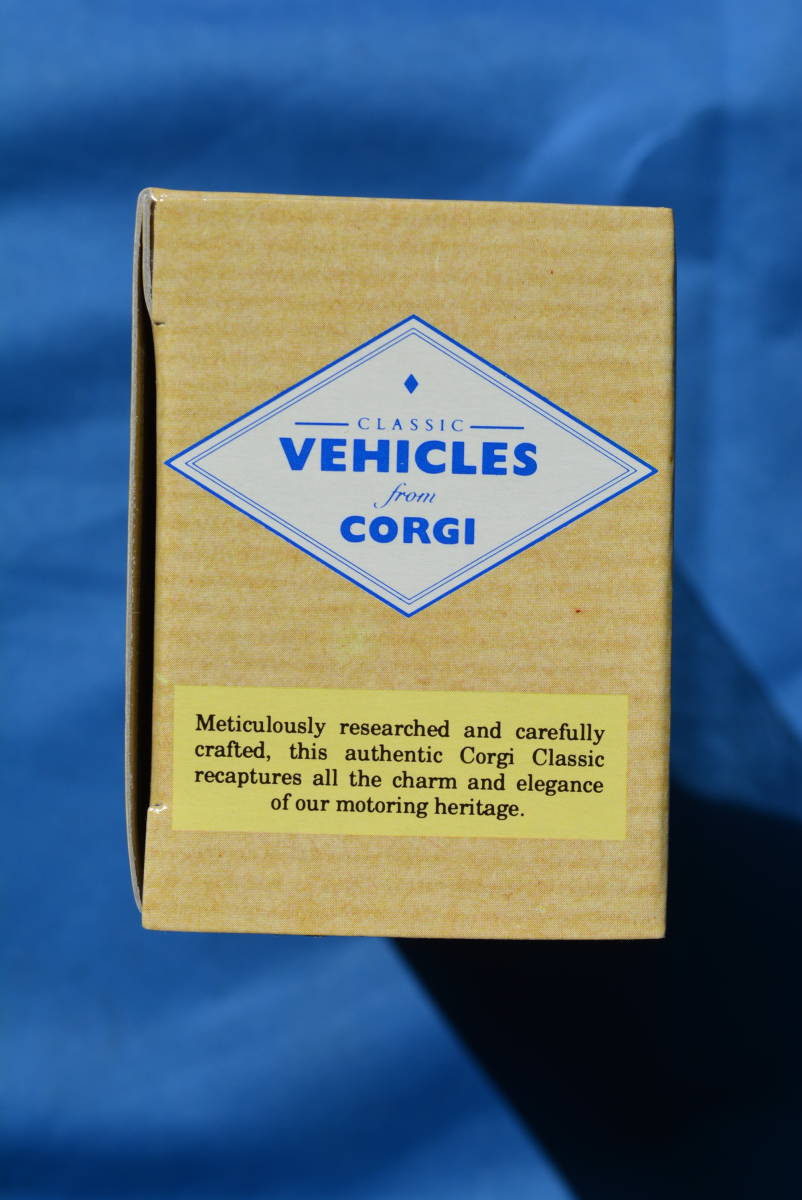 CLASSIC
VEHICLES
from
CORGI
Meticulously researched and carefully
crafted, this authentic Corgi Classic
recaptures all the charm and elegance
of our motoring heritage.